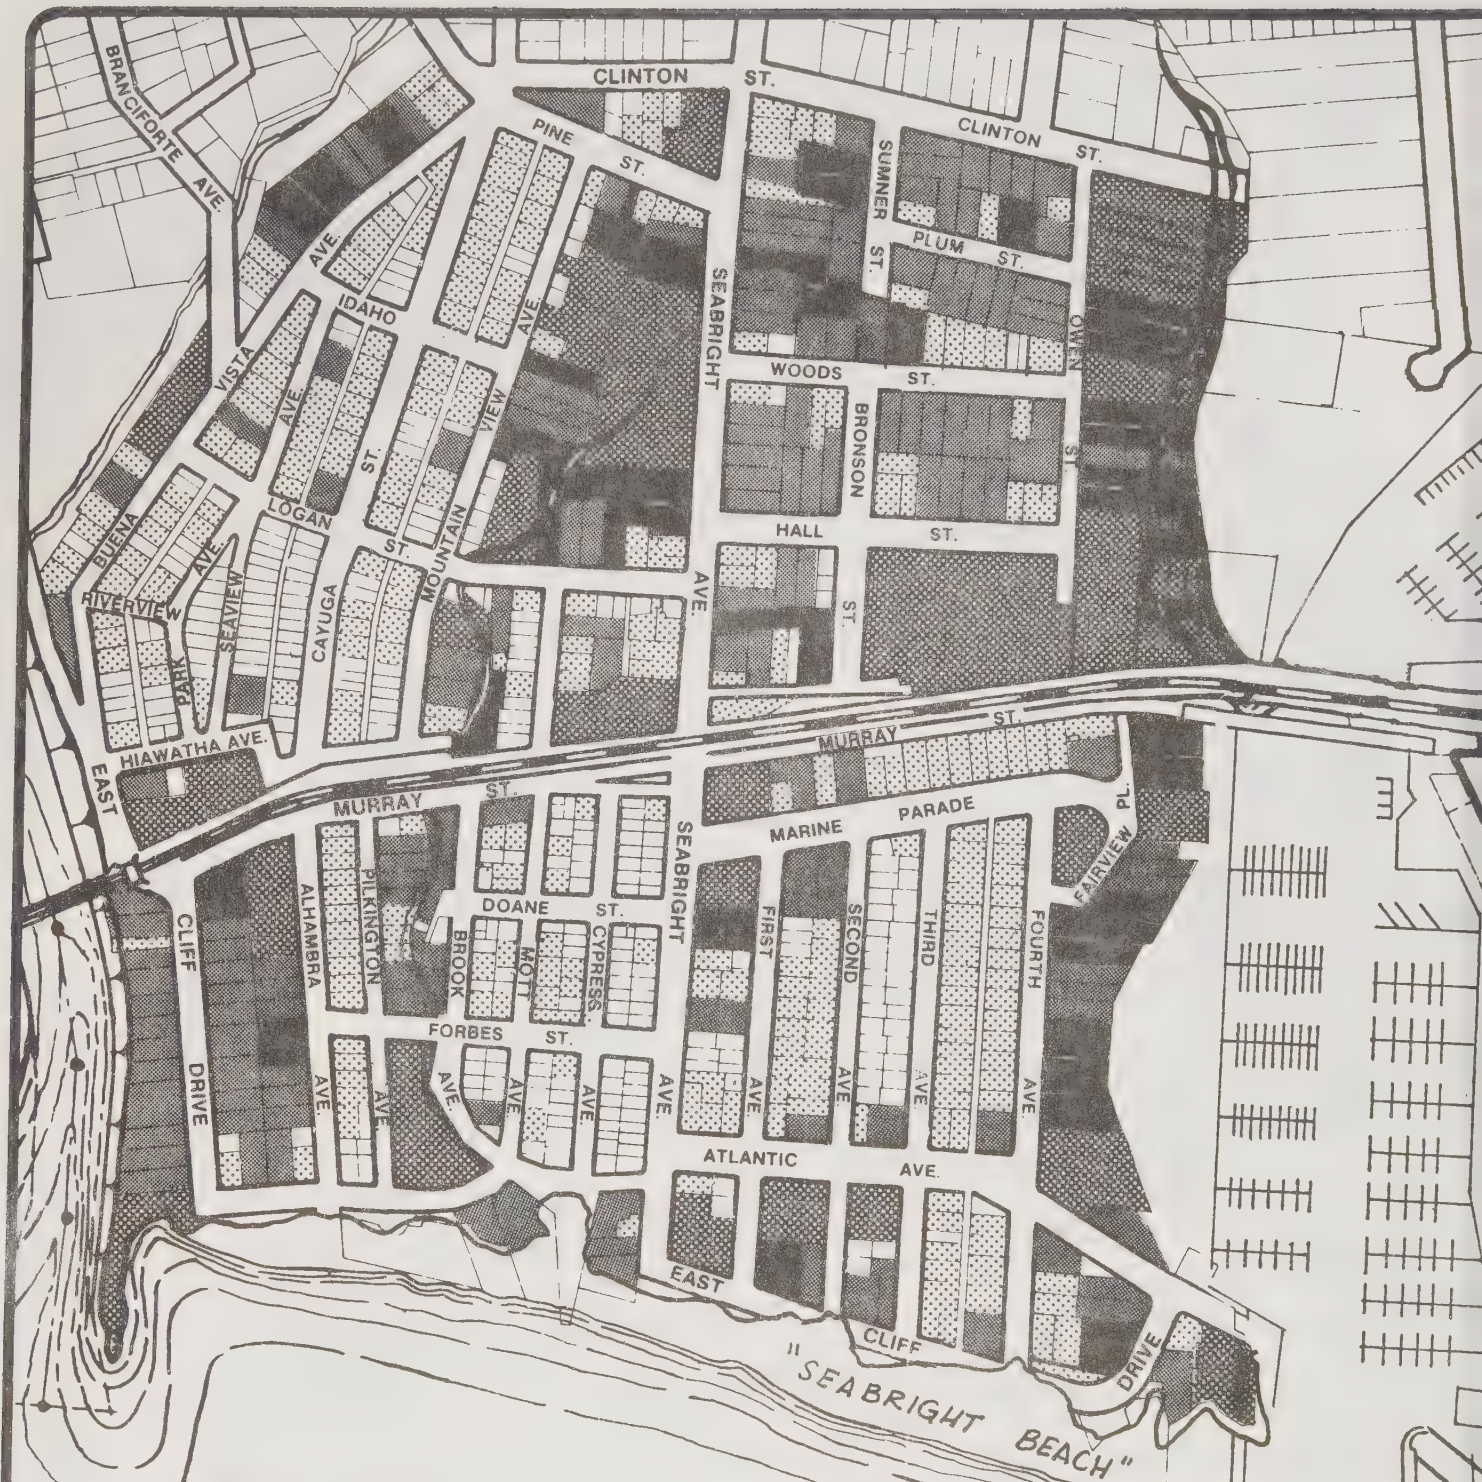 BRANCIFORTE AVE.
CLINTON ST.
CLINTON ST.
PINE ST.
SUMNER ST.
PLUM ST.
AVE.
IDAHO
AVE.
SEABRIGHT
OWEN
VISTA
WOODS ST.
AVE.
VIEW
BRONSON
ST.
ST.
LOGAN
HALL ST.
BUENA
ST.
MOUNTAIN
AVE.
SEAVIEW
AVE.
ST.
RIVERVIEW
CAYUGA
PARK
HIAWATHA AVE.
MURRAY ST.
EAST
MURRAY ST.
PL.
MARINE PARADE
SEABRIGHT
FAIRVIEW
CLIFF
ALHAMBRA
PILKINGTON
DOANE ST.
BROOK
MOTT
CYPRESS
FIRST
SECOND
THIRD
FOURTH
FORBES ST.
DRIVE
AVE.
AVE
AVE.
AVE
AVE.
AVE.
AVE.
AVE
AVE.
AVE
ATLANTIC AVE.
EAST
CLIFF
DRIVE
"SEABRIGHT BEACH"